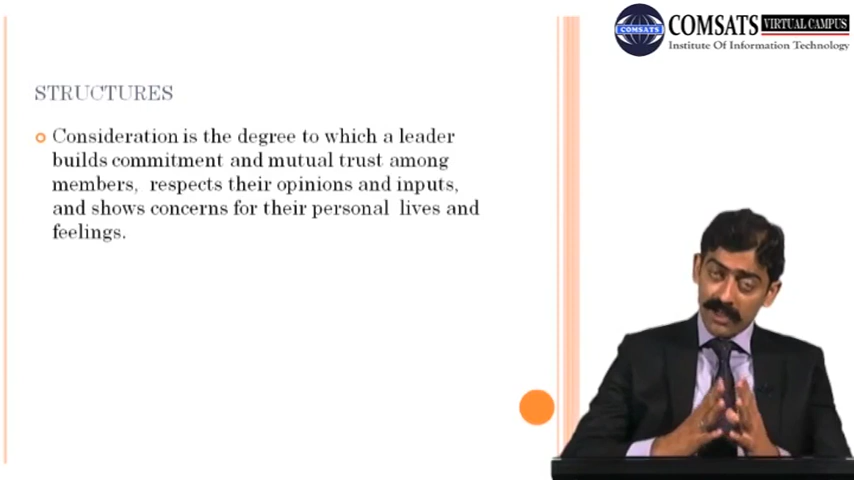 COMSATS VIRTUAL CAMPUS
COMSATS
Institute Of Information Technology
STRUCTURES
Consideration is the degree to which a leader
builds commitment and mutual trust among
members, respects their opinions and inputs,
and shows concerns for their personal lives and
feelings.